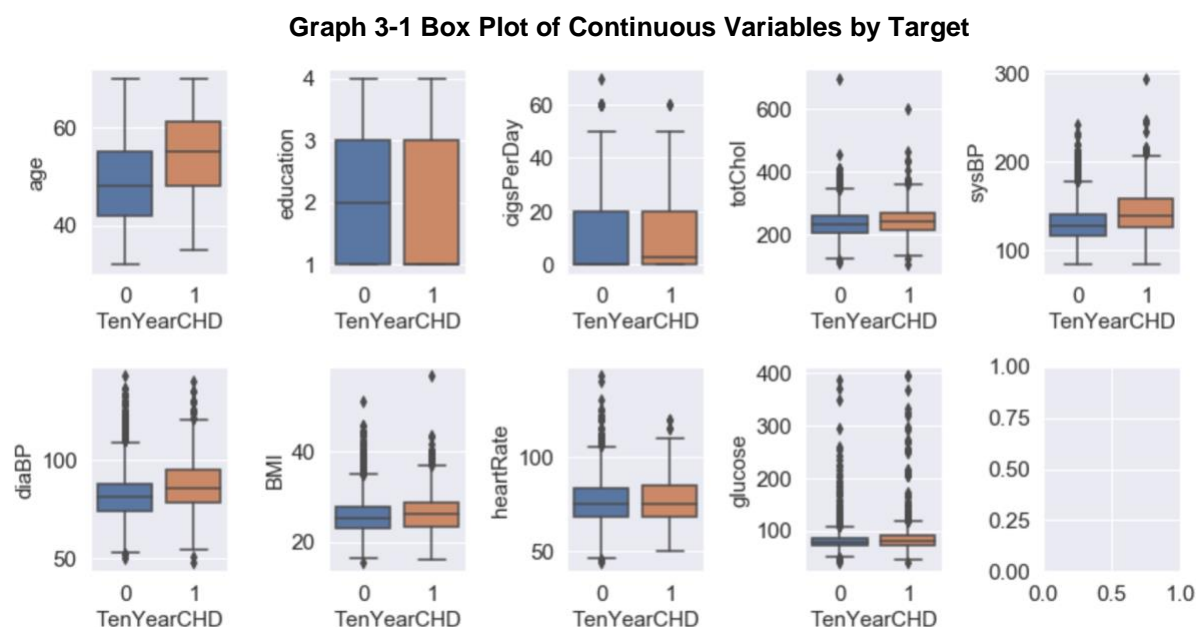 Graph 3-1 Box Plot of Continuous Variables by Target
age
60
40
0 1
TenYearCHD
education
4
3
2
1
0 1
TenYearCHD
cigsPerDay
60
40
20
0
0 1
TenYearCHD
totChol
600
400
200
0 1
TenYearCHD
sysBP
300
200
100
0 1
TenYearCHD
diaBP
100
50
0 1
TenYearCHD
BMI
40
20
0 1
TenYearCHD
heartRate
100
50
0 1
TenYearCHD
glucose
400
300
200
100
0 1
TenYearCHD
1.00
0.75
0.50
0.25
0.00
0.0 0.5 1.0